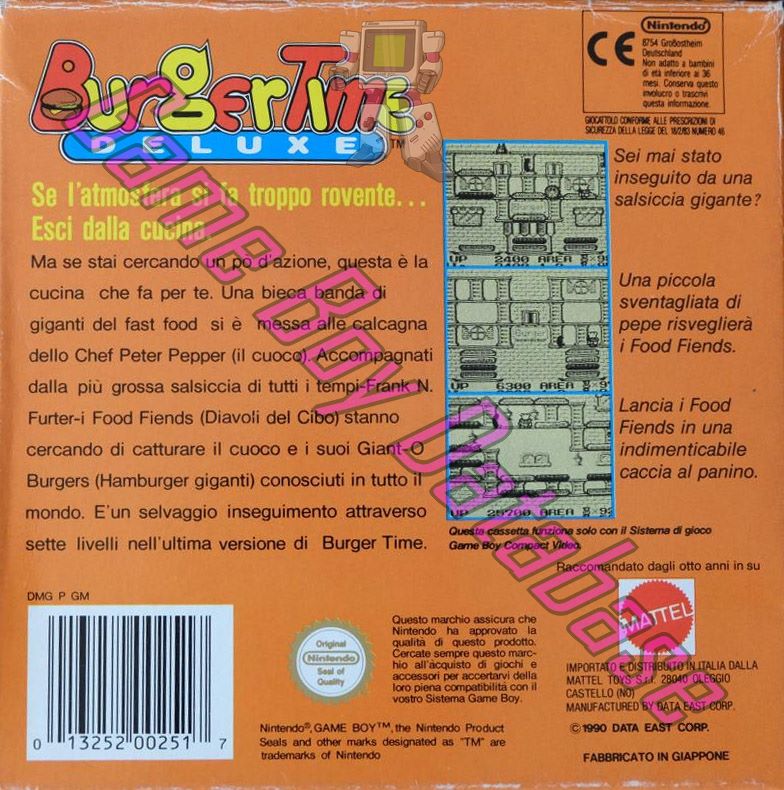 BurgerTime
DELUXE™
Se l'atmosfera si fa troppo rovente...
Esci dalla cucina.
Ma se stai cercando un pò d'azione, questa è la
cucina che fa per te. Una bieca banda di
giganti del fast food si è messa alle calcagna
dello Chef Peter Pepper (il cuoco). Accompagnati
dalla più grossa salsiccia di tutti i tempi-Frank N.
Furter-i Food Fiends (Diavoli del Cibo) stanno
cercando di catturare il cuoco e i suoi Giant-O
Burgers (Hamburger giganti) conosciuti in tutto il
mondo. E'un selvaggio inseguimento attraverso
sette livelli nell'ultima versione di Burger Time.
CE
Nintendo
8754 Großostheim
Deutschland
Non adatto a bambini
di età inferiore ai 36
mesi. Conserva questo
involucro o trascrivi
questa informazione.
GIOCATTOLO CONFORME ALLE PRESCRIZIONI DI
SICUREZZA DELLA LEGGE DEL 18/2/83 NUMERO 46
UP 2400 AREA
Sei mai stato
inseguito da una
salsiccia gigante?
UP 6300 AREA
Una piccola
sventagliata di
pepe risveglierà
i Food Fiends.
UP 25700 AREA
Lancia i Food
Fiends in una
indimenticabile
caccia al panino.
Questa cassetta funziona solo con il Sistema di gioco
Game Boy Compact Video.
Raccomandato dagli otto anni in su
MATTEL
IMPORTATO E DISTRIBUITO IN ITALIA DALLA
MATTEL TOYS S.r.l. 28040 OLEGGIO
CASTELLO (NO)
MANUFACTURED BY DATA EAST CORP.
©1990 DATA EAST CORP.
FABBRICATO IN GIAPPONE
DMG P GM
0 13252 00251 7
Original
Nintendo
Seal of
Quality
Questo marchio assicura che
Nintendo ha approvato la
qualità di questo prodotto.
Cercate sempre questo marc-
hio all'acquisto di giochi e
accessori per accertarvi della
loro piena compatibilità con il
vostro Sistema Game Boy.
Nintendo®, GAME BOY™, the Nintendo Product
Seals and other marks designated as "TM" are
trademarks of Nintendo
Game Boy Database